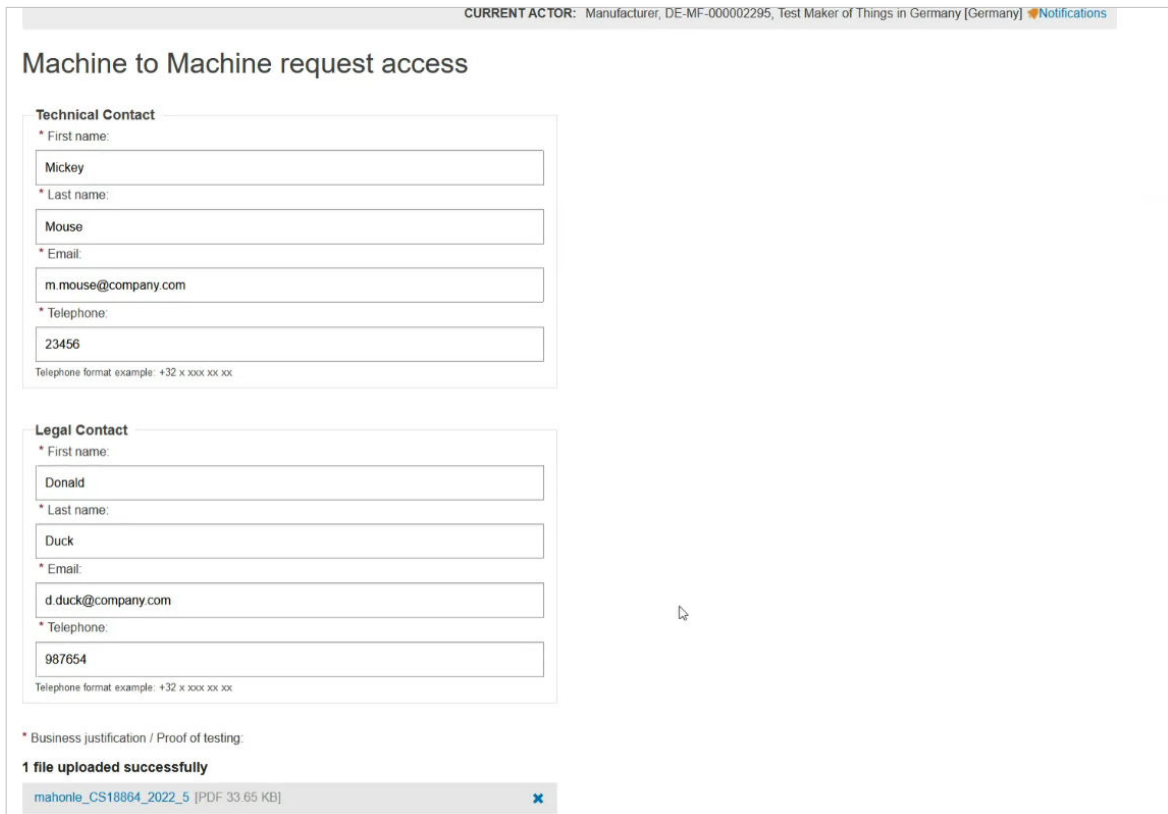 CURRENT ACTOR: Manufacturer, DE-MF-000002295, Test Maker of Things in Germany [Germany] Notifications
Machine to Machine request access
Technical Contact
* First name:
Mickey
* Last name:
Mouse
* Email:
m.mouse@company.com
* Telephone:
23456
Telephone format example: +32 x xxx xx xx
Legal Contact
* First name:
Donald
* Last name:
Duck
* Email:
d.duck@company.com
* Telephone:
987654
Telephone format example: +32 x xxx xx xx
* Business justification / Proof of testing:
1 file uploaded successfully
mahonle_CS18864_2022_5 [PDF 33.65 KB]